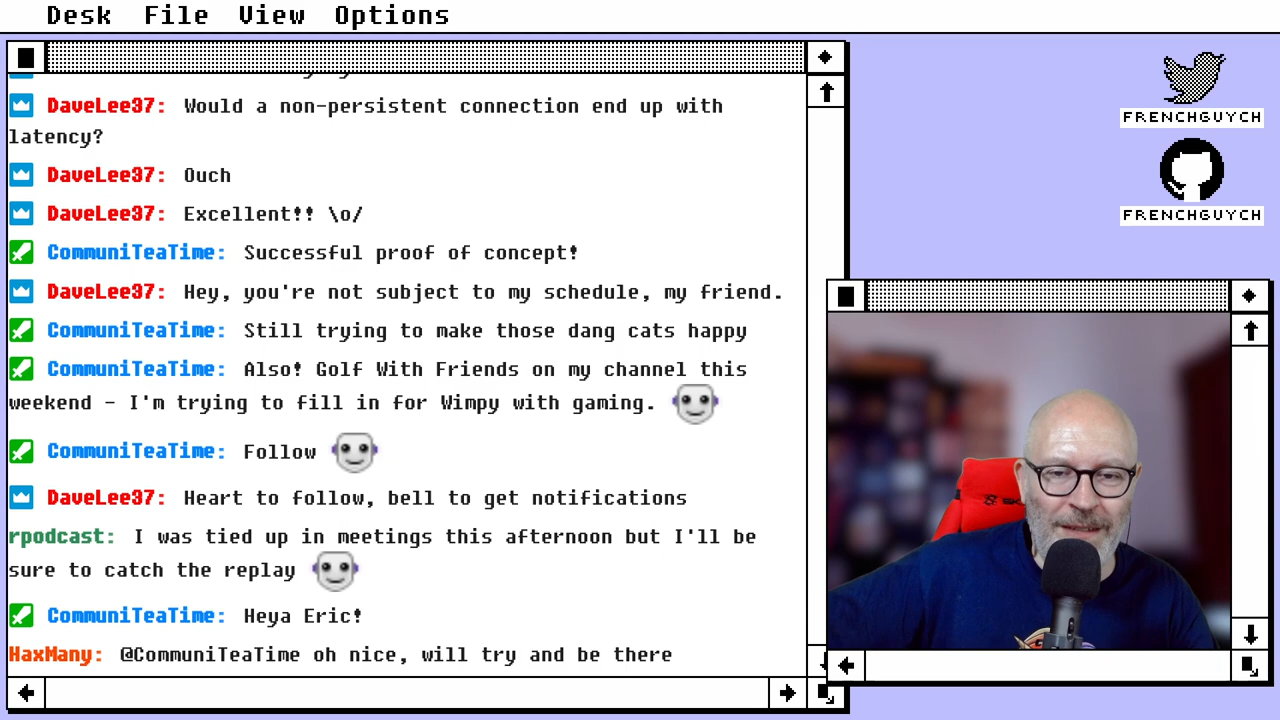 Desk File View Options
DaveLee37: Would a non-persistent connection end up with
latency?
DaveLee37: Ouch
DaveLee37: Excellent!! \o/
CommuniTeaTime: Successful proof of concept!
DaveLee37: Hey, you're not subject to my schedule, my friend.
CommuniTeaTime: Still trying to make those dang cats happy
CommuniTeaTime: Also! Golf With Friends on my channel this
weekend - I'm trying to fill in for Wimpy with gaming.
CommuniTeaTime: Follow
DaveLee37: Heart to follow, bell to get notifications
rpodcast: I was tied up in meetings this afternoon but I'll be
sure to catch the replay
CommuniTeaTime: Heya Eric!
HaxMany: @CommuniTeaTime oh nice, will try and be there
FRENCHGUYCH
FRENCHGUYCH